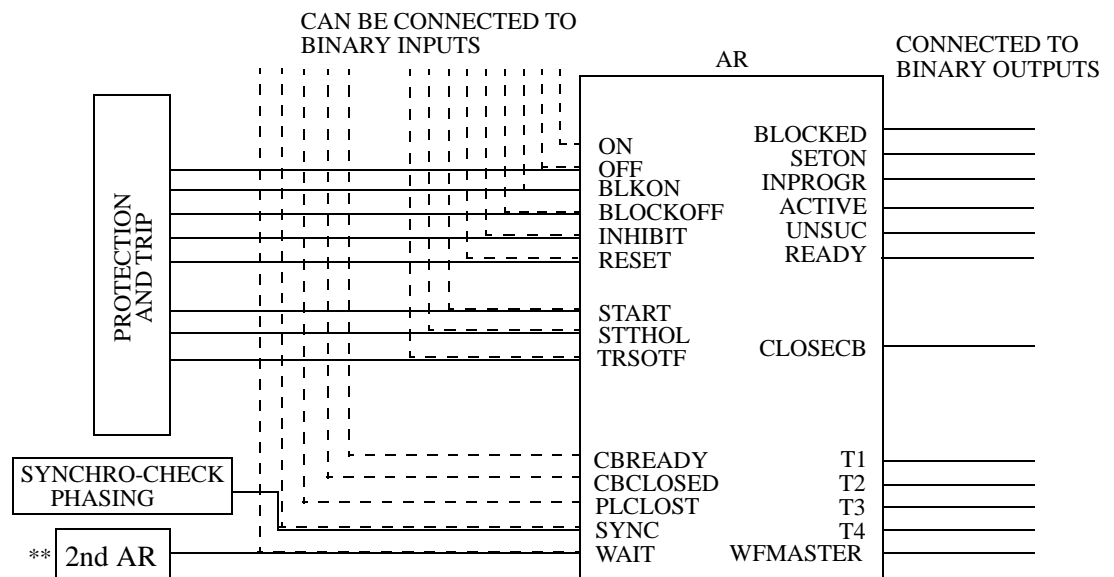 CAN BE CONNECTED TO
BINARY INPUTS
AR
CONNECTED TO
BINARY OUTPUTS
PROTECTION
AND TRIP
ON
OFF
BLKON
BLOCKOFF
INHIBIT
RESET
START
STTHOL
TRSOTF
CBREADY
CBCLOSED
PLCLOST
SYNC
WAIT
BLOCKED
SETON
INPROGR
ACTIVE
UNSUC
READY
CLOSECB
T1
T2
T3
T4
WFMASTER
SYNCHRO-CHECK
PHASING
** 2nd AR